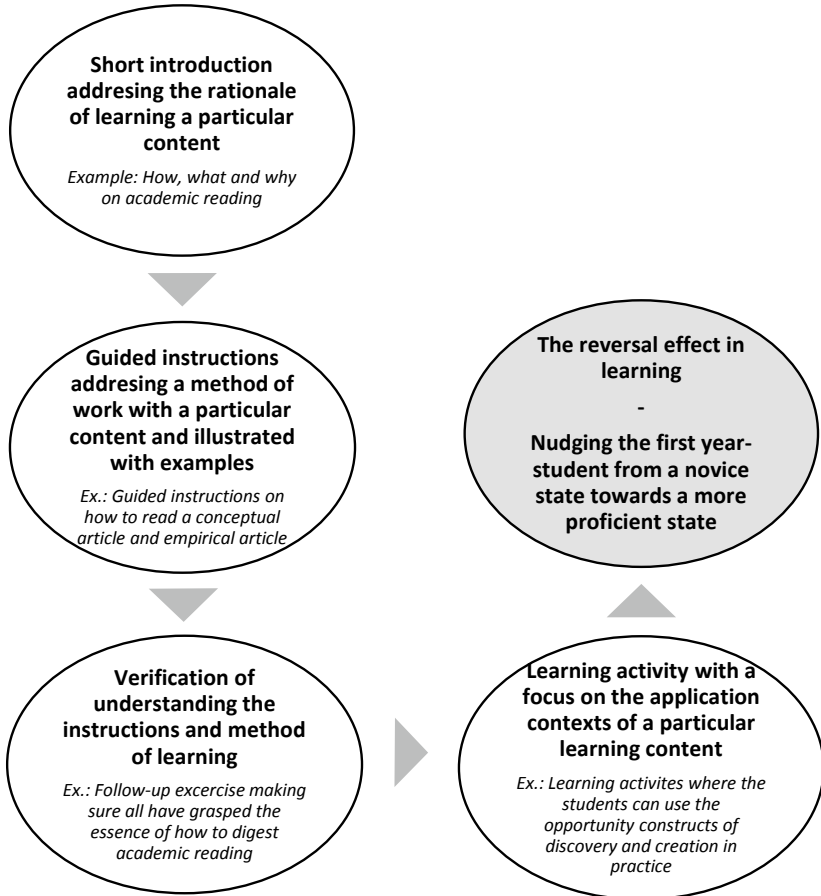 Short introduction
addresing the rationale
of learning a particular
content
Example: How, what and why
on academic reading
Guided instructions
addresing a method of
work with a particular
content and illustrated
with examples
Ex.: Guided instructions on
how to read a conceptual
article and empirical article
Verification of
understanding the
instructions and method
of learning
Ex.: Follow-up excercise making
sure all have grasped the
essence of how to digest
academic reading
Learning activity with a
focus on the application
contexts of a particular
learning content
Ex.: Learning activites where the
students can use the
opportunity constructs of
discovery and creation in
practice
The reversal effect in
learning
-
Nudging the first year-
student from a novice
state towards a more
proficient state